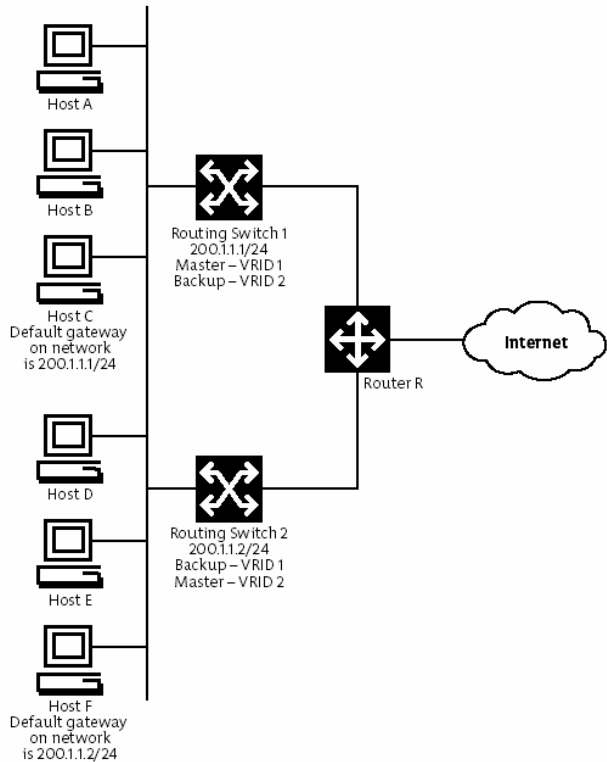 Host A
Host B
Host C
Default gateway
on network
is 200.1.1.1/24
Routing Switch 1
200.1.1.1/24
Master – VRID 1
Backup – VRID 2
Router R
Internet
Host D
Host E
Host F
Default gateway
on network
is 200.1.1.2/24
Routing Switch 2
200.1.1.2/24
Backup – VRID 1
Master – VRID 2